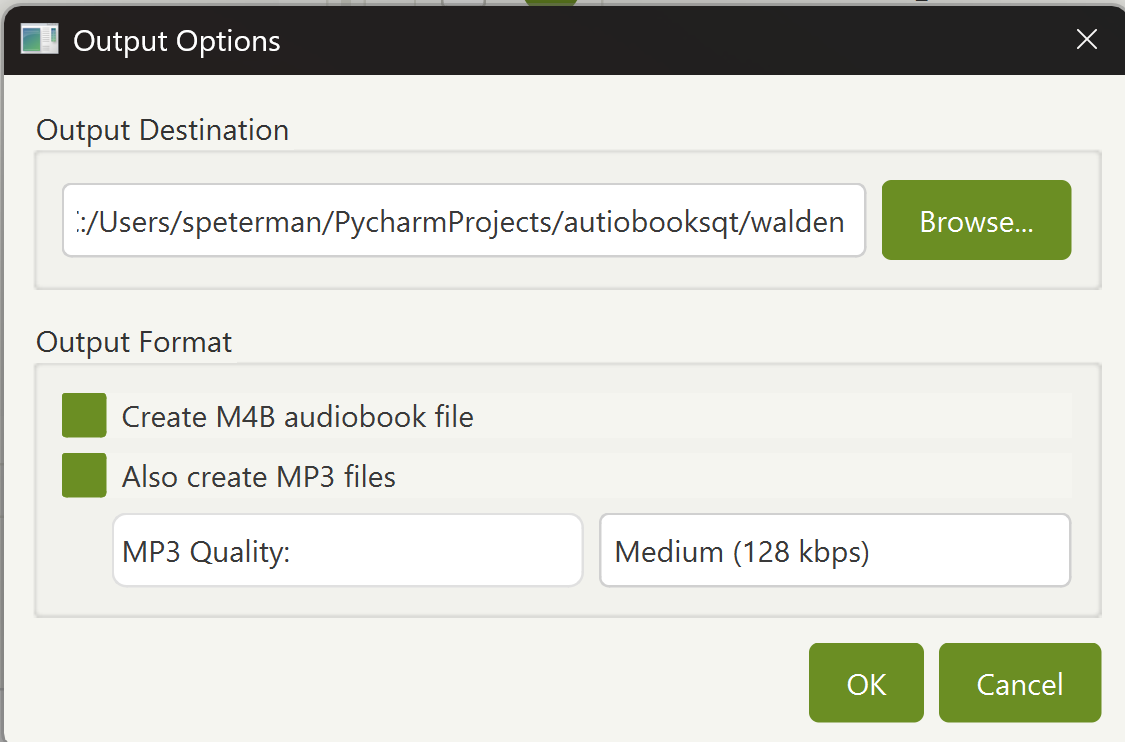 Output Options
Output Destination
:/Users/speterman/PycharmProjects/autiobooksqt/walden
Browse...
Output Format
Create M4B audiobook file
Also create MP3 files
MP3 Quality:
Medium (128 kbps)
OK
Cancel